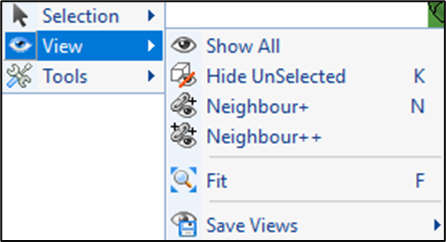 Selection
View
Tools
Show All
Hide UnSelected K
Neighbour+ N
Neighbour++
Fit F
Save Views